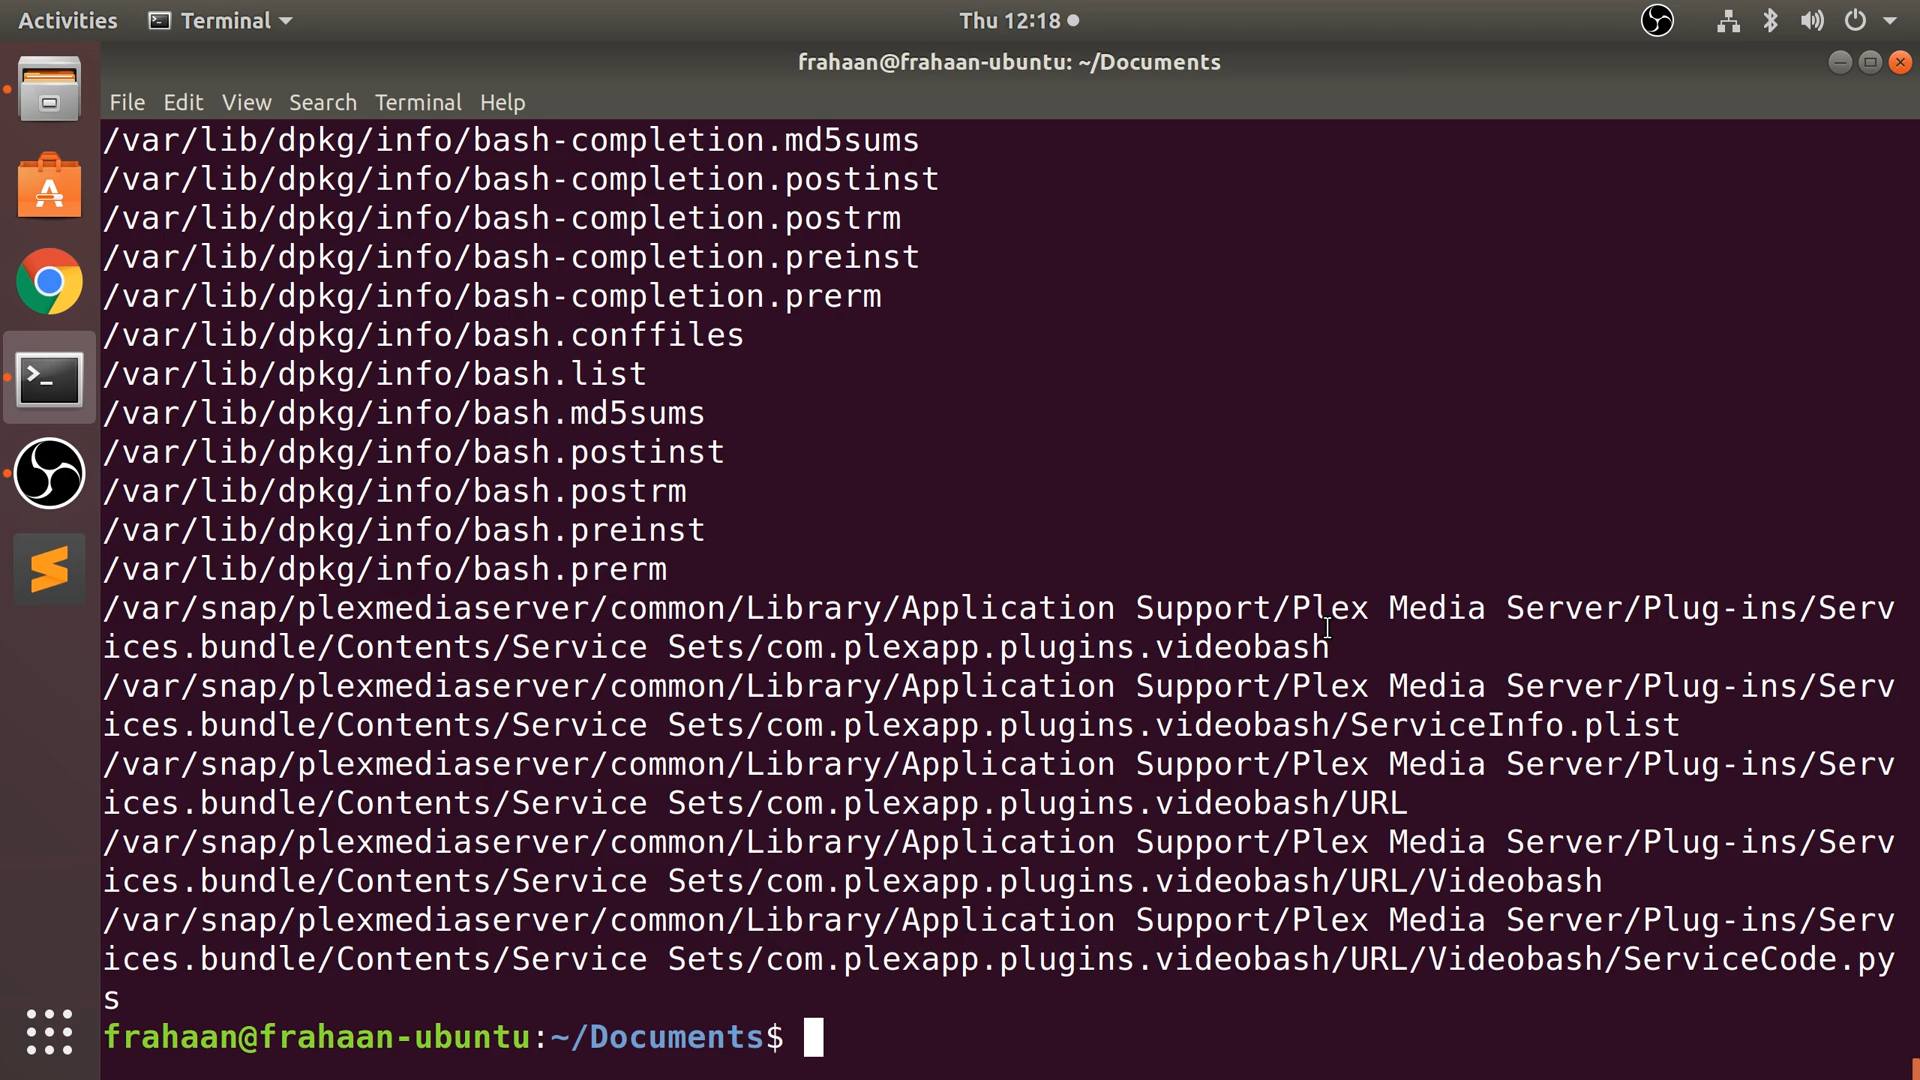 Activities Terminal Thu 12:18
frahaan@frahaan-ubuntu: ~/Documents
File Edit View Search Terminal Help
/var/lib/dpkg/info/bash-completion.md5sums
/var/lib/dpkg/info/bash-completion.postinst
/var/lib/dpkg/info/bash-completion.postrm
/var/lib/dpkg/info/bash-completion.preinst
/var/lib/dpkg/info/bash-completion.prerm
/var/lib/dpkg/info/bash.conffiles
/var/lib/dpkg/info/bash.list
/var/lib/dpkg/info/bash.md5sums
/var/lib/dpkg/info/bash.postinst
/var/lib/dpkg/info/bash.postrm
/var/lib/dpkg/info/bash.preinst
/var/lib/dpkg/info/bash.prerm
/var/snap/plexmediaserver/common/Library/Application Support/Plex Media Server/Plug-ins/Serv
ices.bundle/Contents/Service Sets/com.plexapp.plugins.videobash
/var/snap/plexmediaserver/common/Library/Application Support/Plex Media Server/Plug-ins/Serv
ices.bundle/Contents/Service Sets/com.plexapp.plugins.videobash/ServiceInfo.plist
/var/snap/plexmediaserver/common/Library/Application Support/Plex Media Server/Plug-ins/Serv
ices.bundle/Contents/Service Sets/com.plexapp.plugins.videobash/URL
/var/snap/plexmediaserver/common/Library/Application Support/Plex Media Server/Plug-ins/Serv
ices.bundle/Contents/Service Sets/com.plexapp.plugins.videobash/URL/Videobash
/var/snap/plexmediaserver/common/Library/Application Support/Plex Media Server/Plug-ins/Serv
ices.bundle/Contents/Service Sets/com.plexapp.plugins.videobash/URL/Videobash/ServiceCode.py
s
frahaan@frahaan-ubuntu:~/Documents$